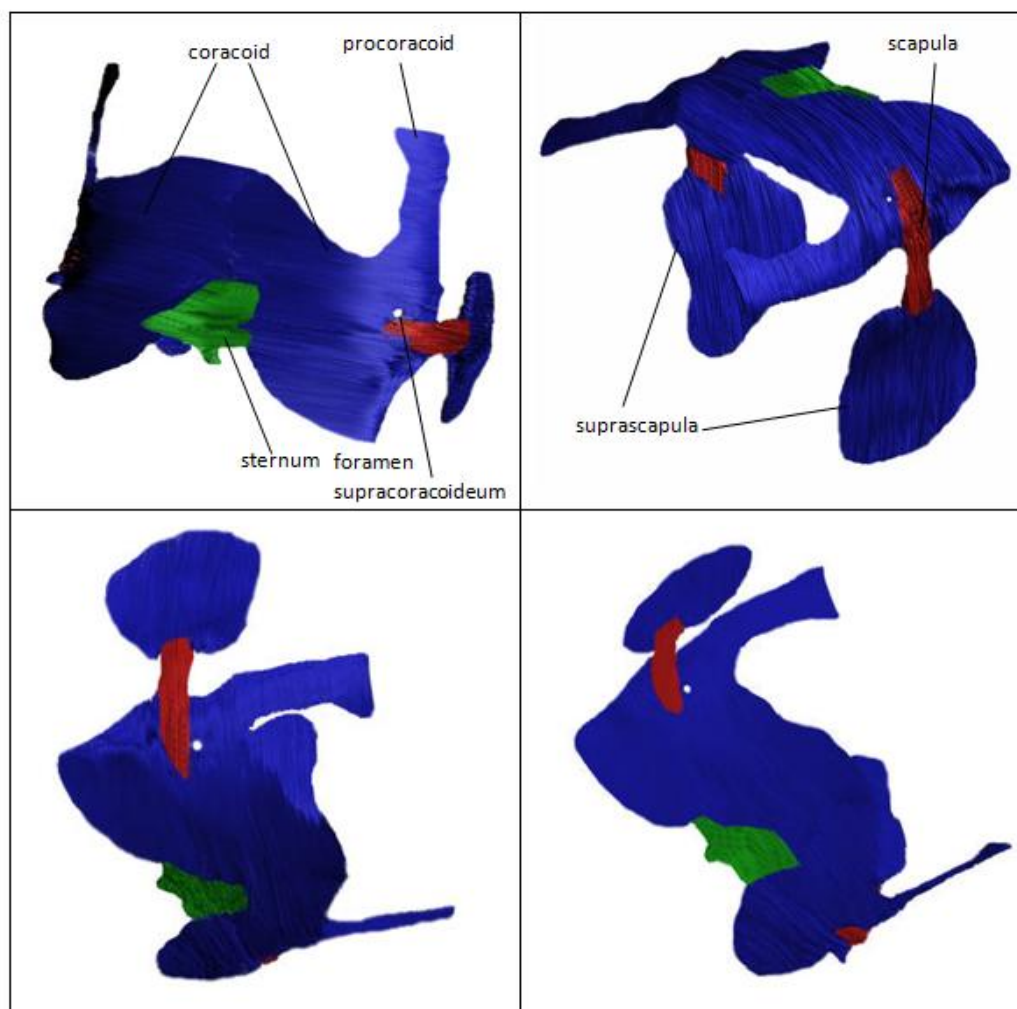 coracoid
procoracoid
scapula
suprascapula
sternum
foramen
supracoracoideum